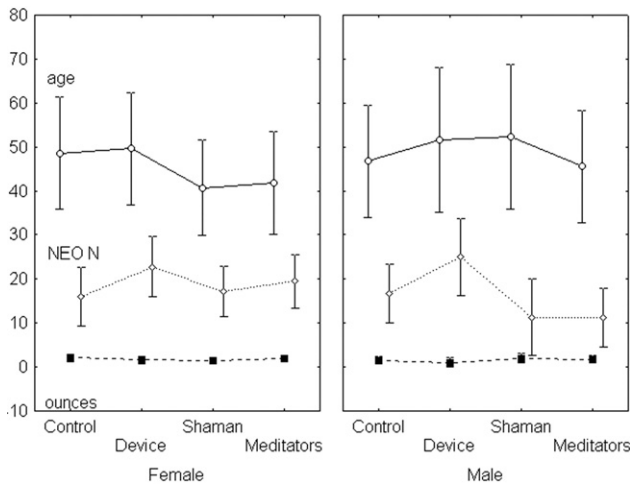 80
70
60
50
40
30
20
10
0
10
age
NEO N
ounces
Control
Device
Shaman
Meditators
Female
Control
Device
Shaman
Meditators
Male